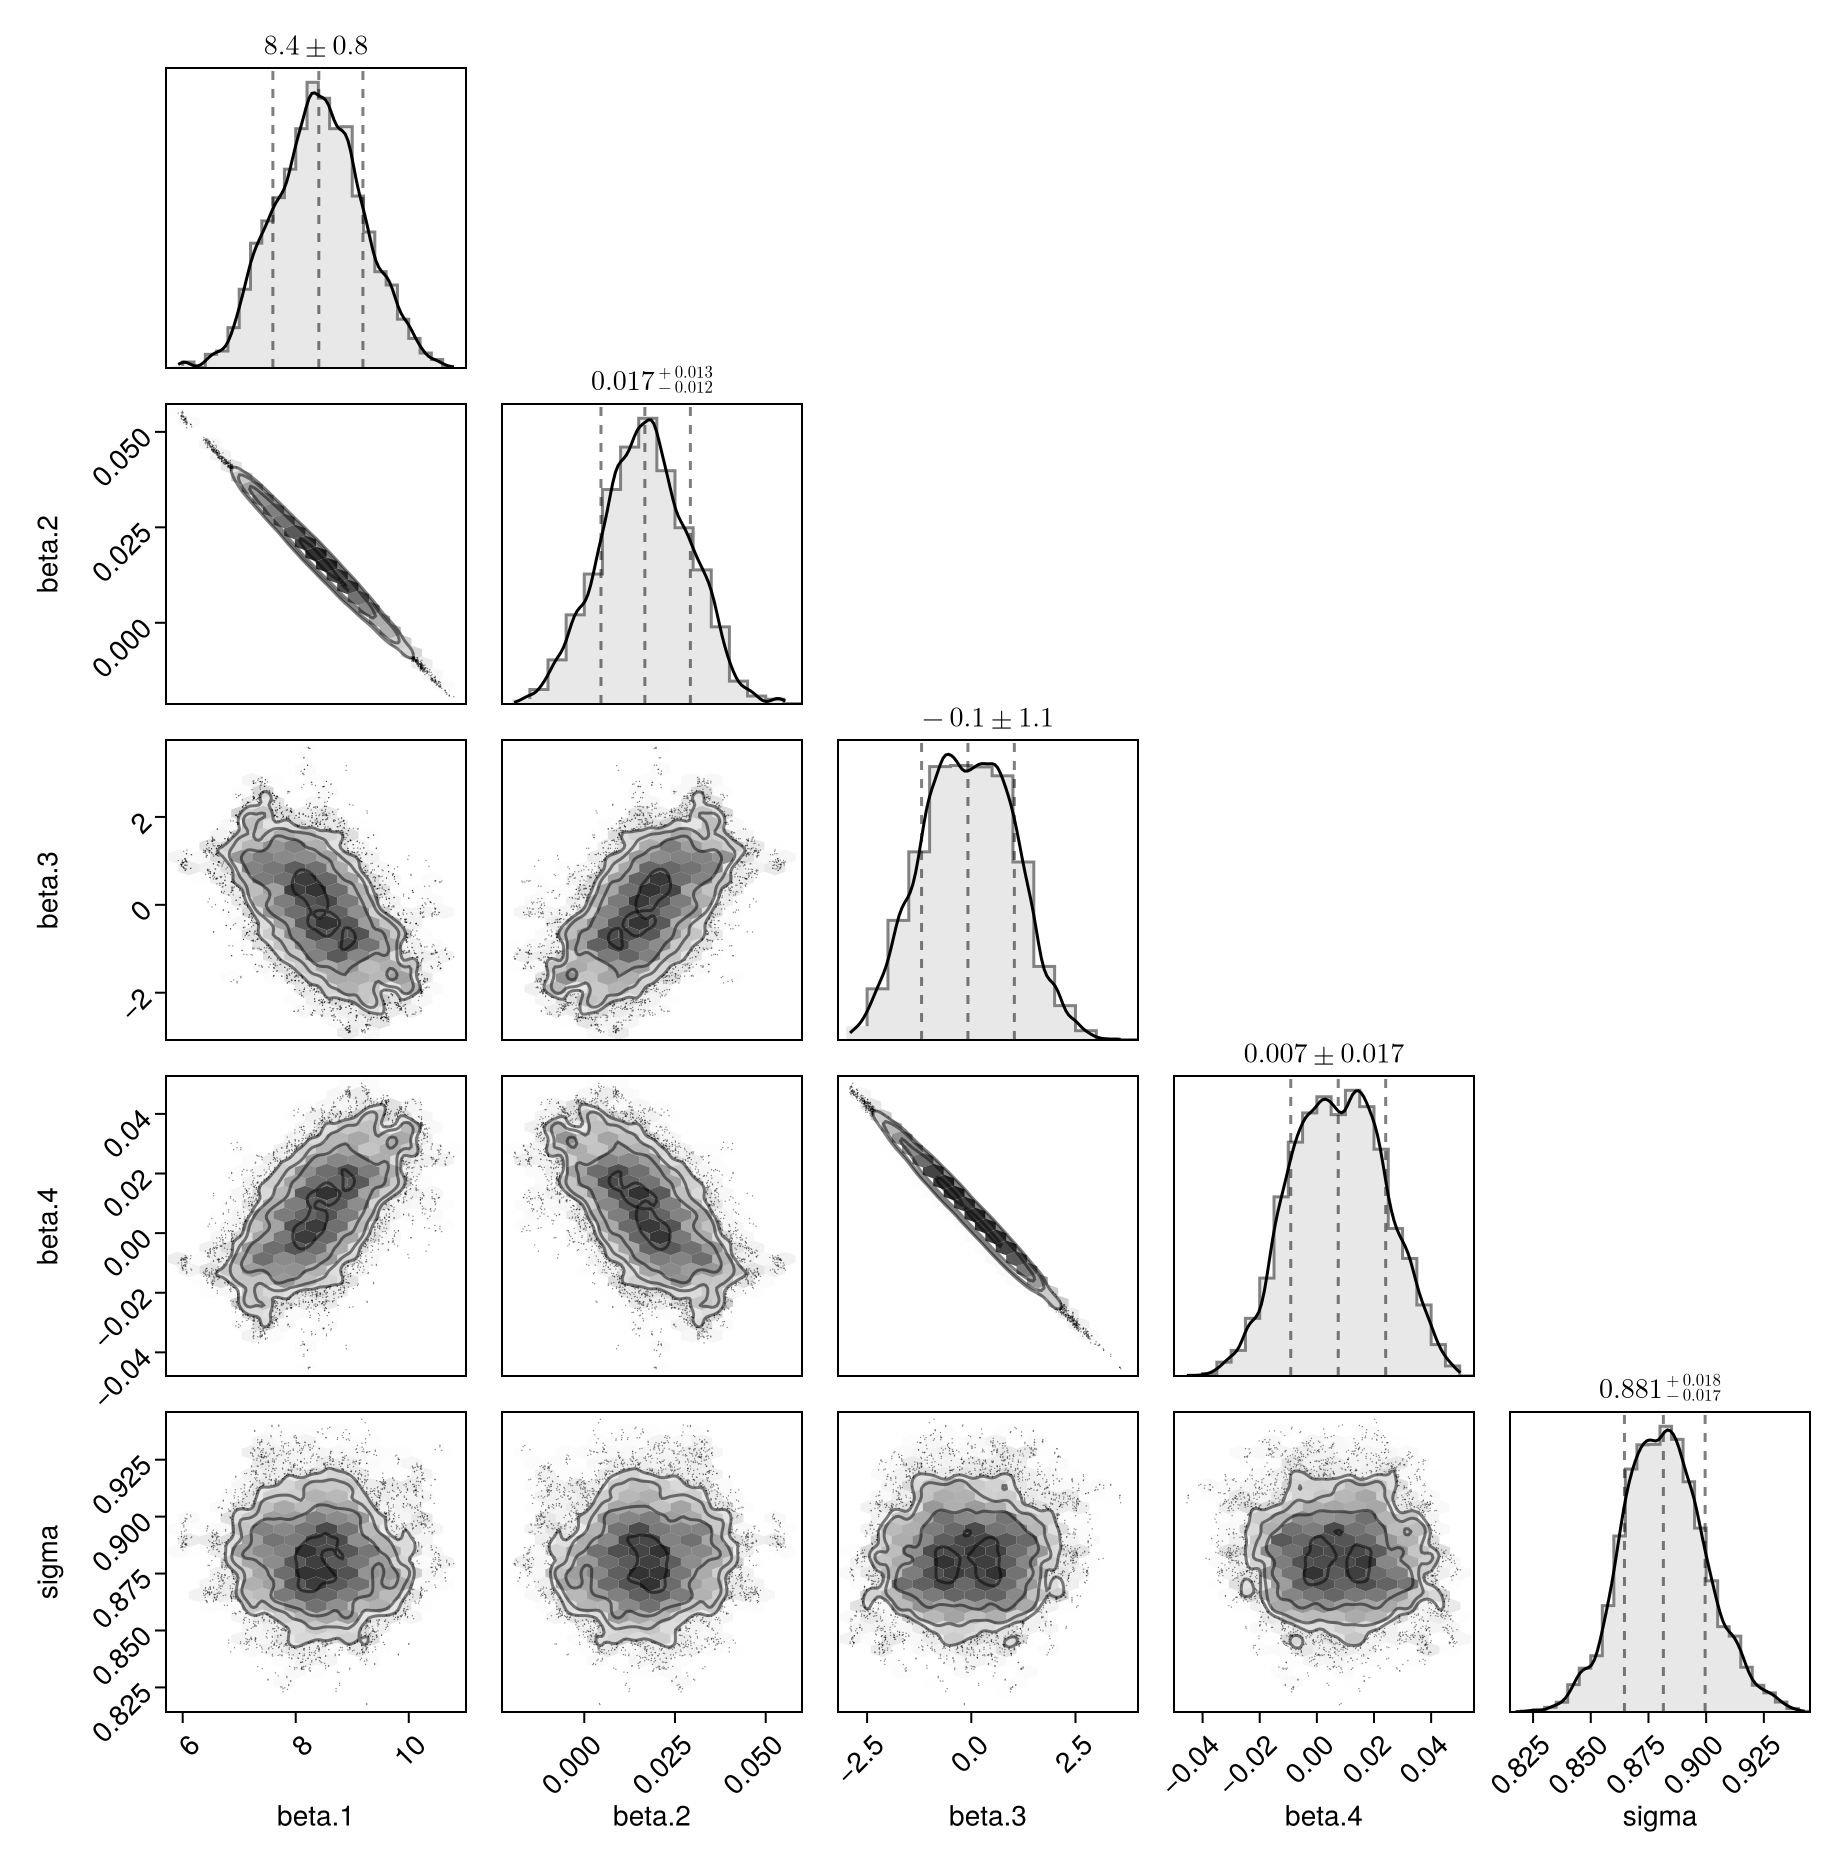 8.4 ± 0.8
0.017 +0.013 −0.012
beta.2
0.050
0.025
0.000
−0.1 ± 1.1
beta.3
2
0
−2
0.007 ± 0.017
beta.4
0.04
0.02
0.00
−0.02
−0.04
0.881 +0.018 −0.017
sigma
0.925
0.900
0.875
0.850
0.825
6 8 10
0.000 0.025 0.050
−2.5 0.0 2.5
−0.04 −0.02 0.00 0.02 0.04
0.825 0.850 0.875 0.900 0.925
beta.1 beta.2 beta.3 beta.4 sigma